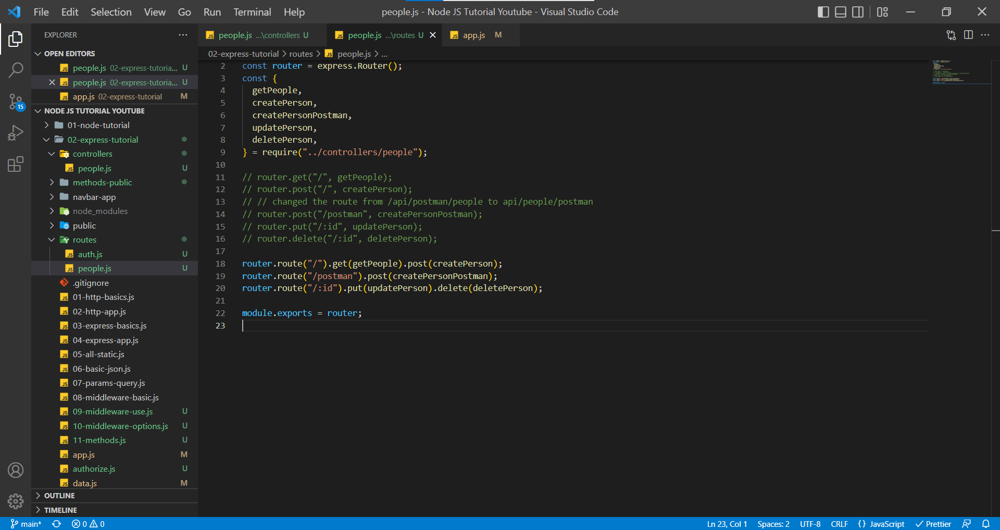 File Edit Selection View Go Run Terminal Help
people.js - Node JS Tutorial Youtube - Visual Studio Code
EXPLORER
OPEN EDITORS
people.js 02-express-tutoria... U
people.js 02-express-tutoria... U
app.js 02-express-tutorial M
NODE JS TUTORIAL YOUTUBE
01-node-tutorial
02-express-tutorial
controllers
people.js U
methods-public
navbar-app
node_modules
public
routes
auth.js U
people.js U
.gitignore
01-http-basics.js
02-http-app.js
03-express-basics.js
04-express-app.js
05-all-static.js
06-basic-json.js
07-params-query.js
08-middleware-basic.js
09-middleware-use.js U
10-middleware-options.js U
11-methods.js U
app.js M
authorize.js U
data.js M
OUTLINE
TIMELINE
15
people.js ...\controllers U
people.js ...\routes U
app.js M
02-express-tutorial > routes > people.js > ...
2 const router = express.Router();
3 const {
4 getPeople,
5 createPerson,
6 createPersonPostman,
7 updatePerson,
8 deletePerson,
9 } = require("../controllers/people");
10
11 // router.get("/", getPeople);
12 // router.post("/", createPerson);
13 // // changed the route from /api/postman/people to api/people/postman
14 // router.post("/postman", createPersonPostman);
15 // router.put("/:id", updatePerson);
16 // router.delete("/:id", deletePerson);
17
18 router.route("/").get(getPeople).post(createPerson);
19 router.route("/postman").post(createPersonPostman);
20 router.route("/:id").put(updatePerson).delete(deletePerson);
21
22 module.exports = router;
23
main* 0 0 Ln 23, Col 1 Spaces: 2 UTF-8 CRLF {} JavaScript Prettier